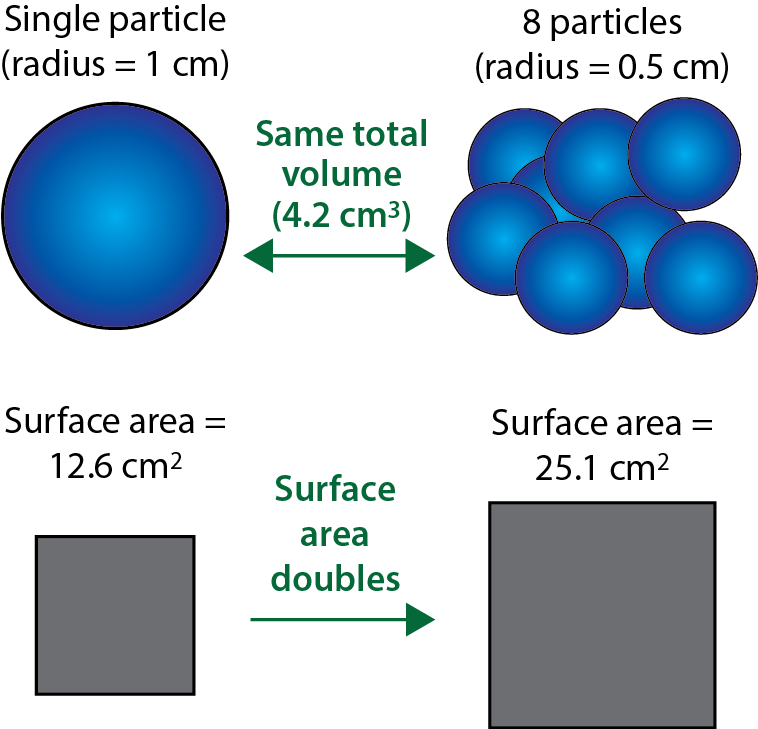 Single particle
(radius = 1 cm)
8 particles
(radius = 0.5 cm)
Same total
volume
(4.2 cm³)
Surface area =
12.6 cm²
Surface area =
25.1 cm²
Surface
area
doubles